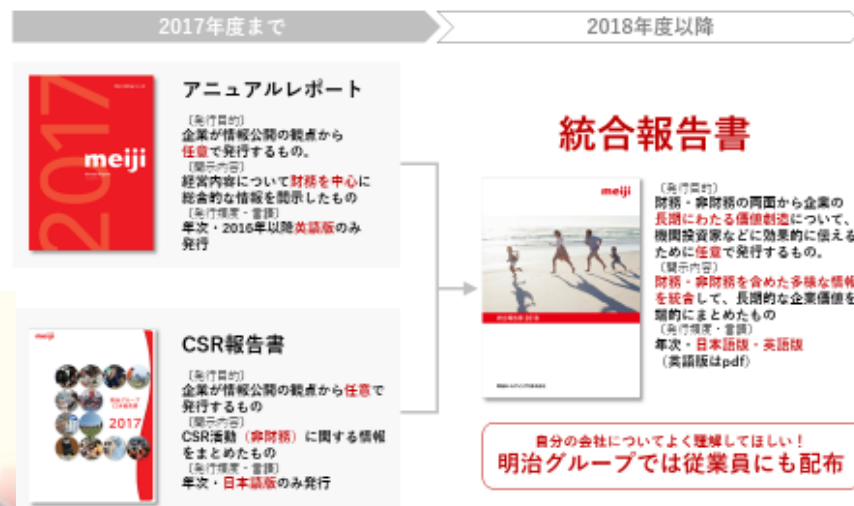 2017年度まで
2018年度以降
2017
meiji
アニュアルレポート
〔発行目的〕
企業が情報公開の観点から
任意で発行するもの。
〔開示内容〕
経営内容について財務を中心に
総合的な情報を開示したもの
〔発行頻度・言語〕
年次・2016年以降英語版のみ
発行
meiji
明治グループ
2017
CSR報告書
〔発行目的〕
企業が情報公開の観点から任意で
発行するもの
〔開示内容〕
CSR活動（非財務）に関する情報
をまとめたもの
〔発行頻度・言語〕
年次・日本語版のみ発行
統合報告書
meiji
統合報告書 2018
〔発行目的〕
財務・非財務の両面から企業の
長期にわたる価値創造について、
機関投資家などに効果的に伝える
ために任意で発行するもの。
〔開示内容〕
財務・非財務を含めた多様な情報
を統合して、長期的な企業価値を
端的にまとめたもの
〔発行頻度・言語〕
年次・日本語版・英語版
（英語版はpdf）
自分の会社についてよく理解してほしい！
明治グループでは従業員にも配布